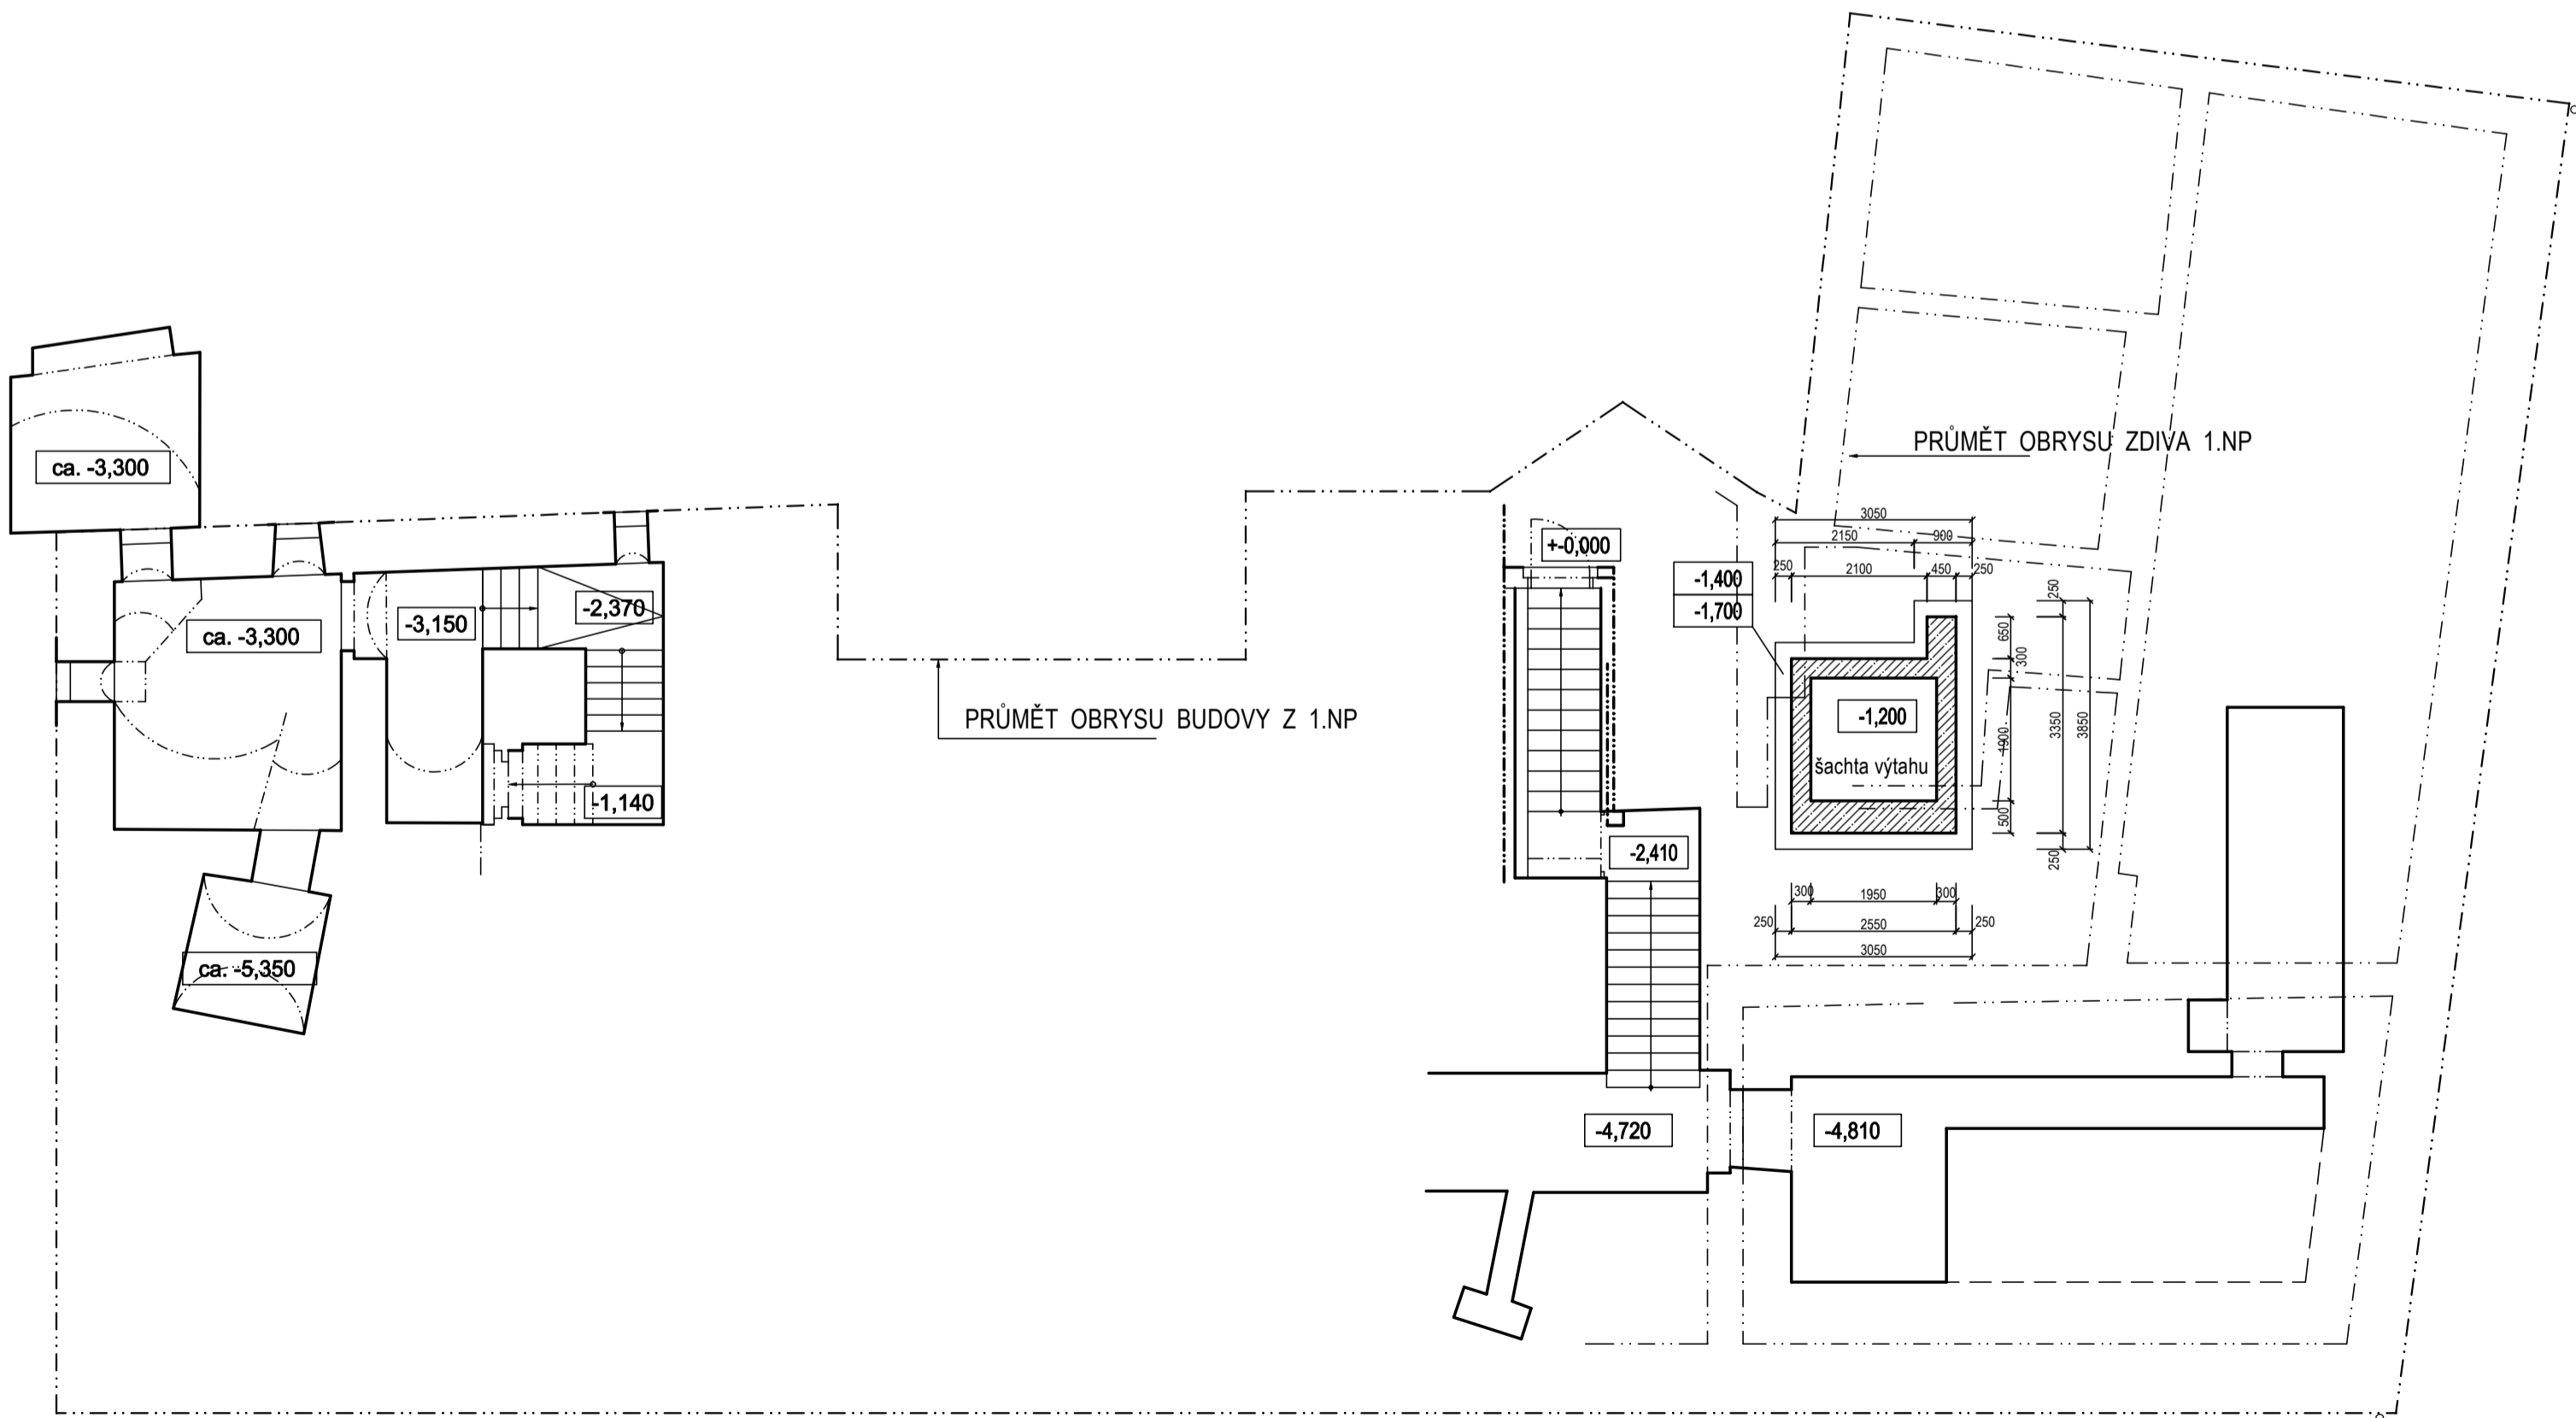 PRŮMĚT OBRYSU ZDIVA 1.NP
ca. -3,300
3050
2150 900
+-0,000
250 2100 450 250
-1,400
-1,700
250
ca. -3,300
-3,150
-2,370
650
300
3350
3850
1900
500
250
PRŮMĚT OBRYSU BUDOVY Z 1.NP
-1,200
šachta výtahu
-1,140
-2,410
300 1950 300
250 2550 250
3050
ca. -5,350
-4,720
-4,810